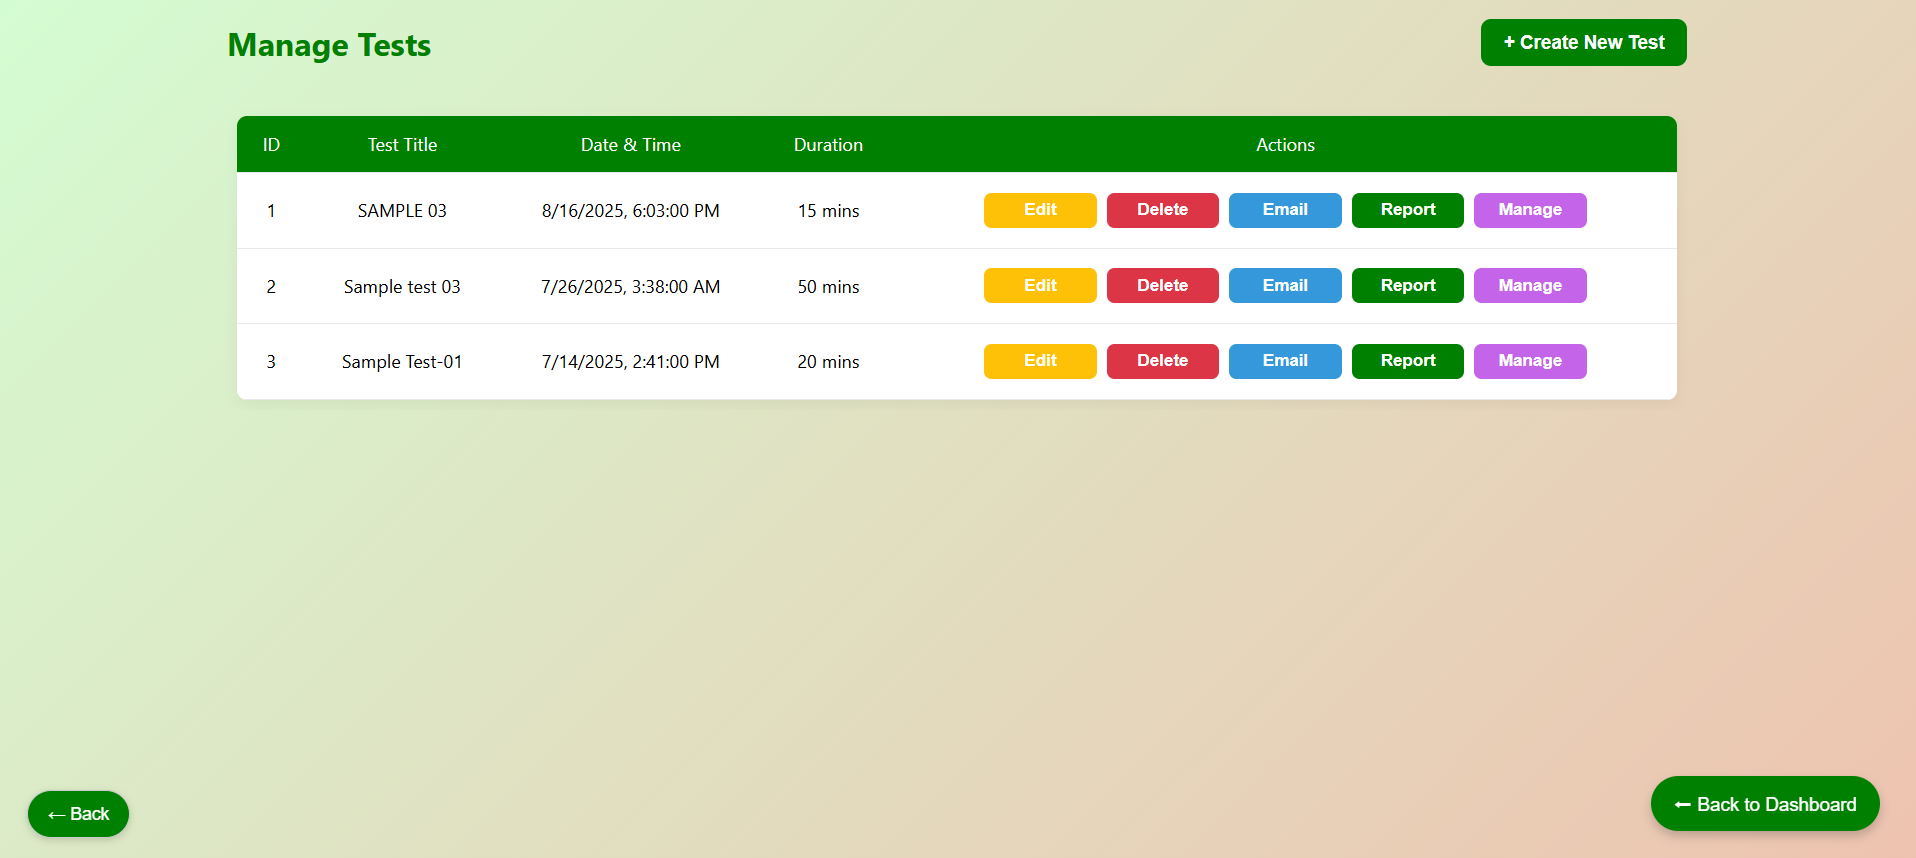 Manage Tests
+ Create New Test
ID Test Title Date & Time Duration Actions
1 SAMPLE 03 8/16/2025, 6:03:00 PM 15 mins Edit Delete Email Report Manage
2 Sample test 03 7/26/2025, 3:38:00 AM 50 mins Edit Delete Email Report Manage
3 Sample Test-01 7/14/2025, 2:41:00 PM 20 mins Edit Delete Email Report Manage
← Back
← Back to Dashboard